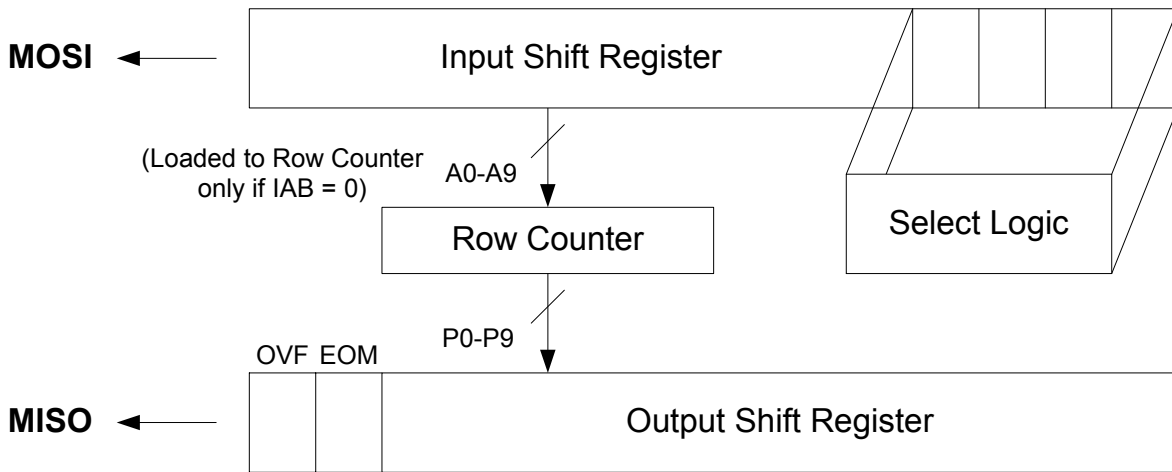 MOSI
Input Shift Register
(Loaded to Row Counter
only if IAB = 0)
A0-A9
Row Counter
Select Logic
P0-P9
OVF EOM
MISO
Output Shift Register